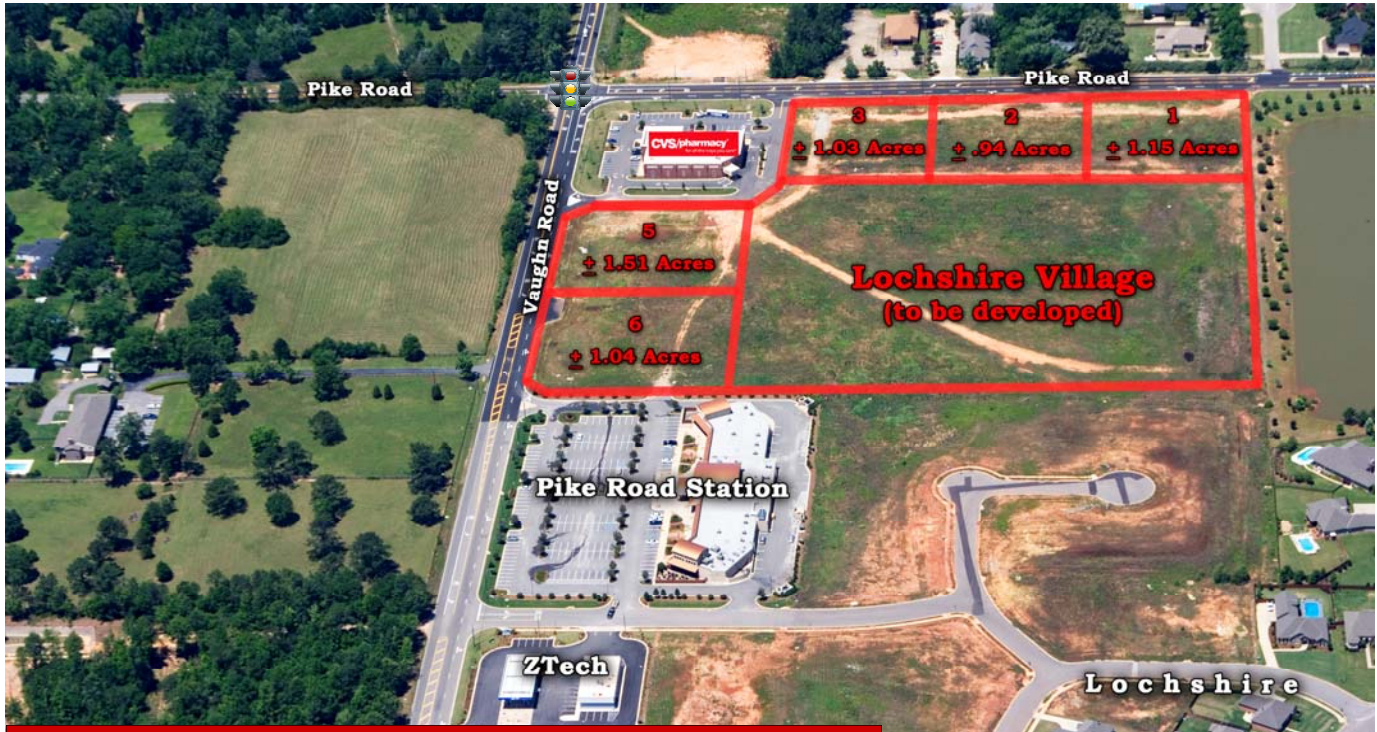 Pike Road
Pike Road
CVS/pharmacy
3
± 1.03 Acres
2
± .94 Acres
1
± 1.15 Acres
Vaughn Road
5
± 1.51 Acres
6
± 1.04 Acres
Lochshire Village
(to be developed)
Pike Road Station
ZTech
Lochshire